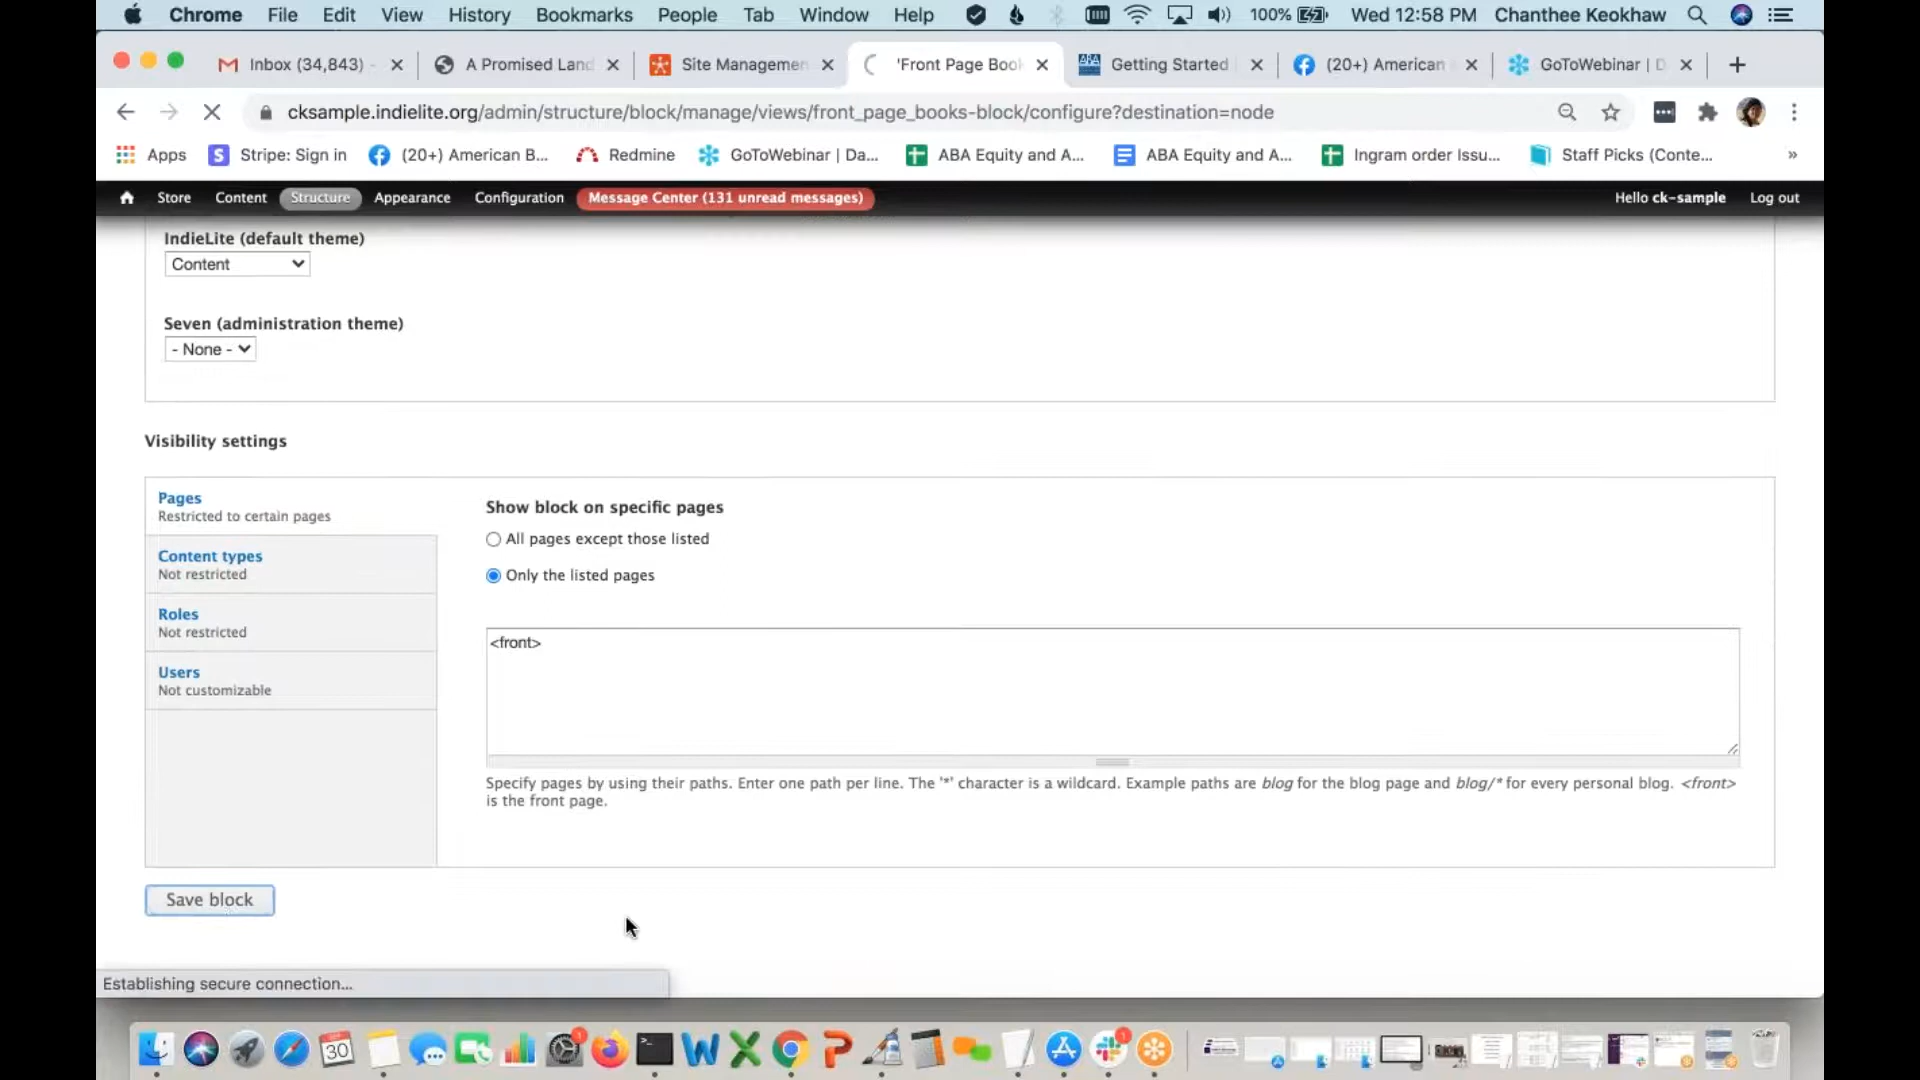 Chrome File Edit View History Bookmarks People Tab Window Help 100% Wed 12:58 PM Chanthee Keokhaw
Inbox (34,843) - A Promised Land Site Managemen 'Front Page Boo Getting Started (20+) American GoToWebinar | D
cksample.indielite.org/admin/structure/block/manage/views/front_page_books-block/configure?destination=node
Apps Stripe: Sign in (20+) American B... Redmine GoToWebinar | Da... ABA Equity and A... ABA Equity and A... Ingram order Issu... Staff Picks (Conte... »
Store Content Structure Appearance Configuration Message Center (131 unread messages) Hello ck-sample Log out
IndieLite (default theme)
Content
Seven (administration theme)
- None -
Visibility settings
Pages
Restricted to certain pages
Content types
Not restricted
Roles
Not restricted
Users
Not customizable
Show block on specific pages
All pages except those listed
Only the listed pages
<front>
Specify pages by using their paths. Enter one path per line. The '*' character is a wildcard. Example paths are blog for the blog page and blog/* for every personal blog. <front>
is the front page.
Save block
Establishing secure connection...
30